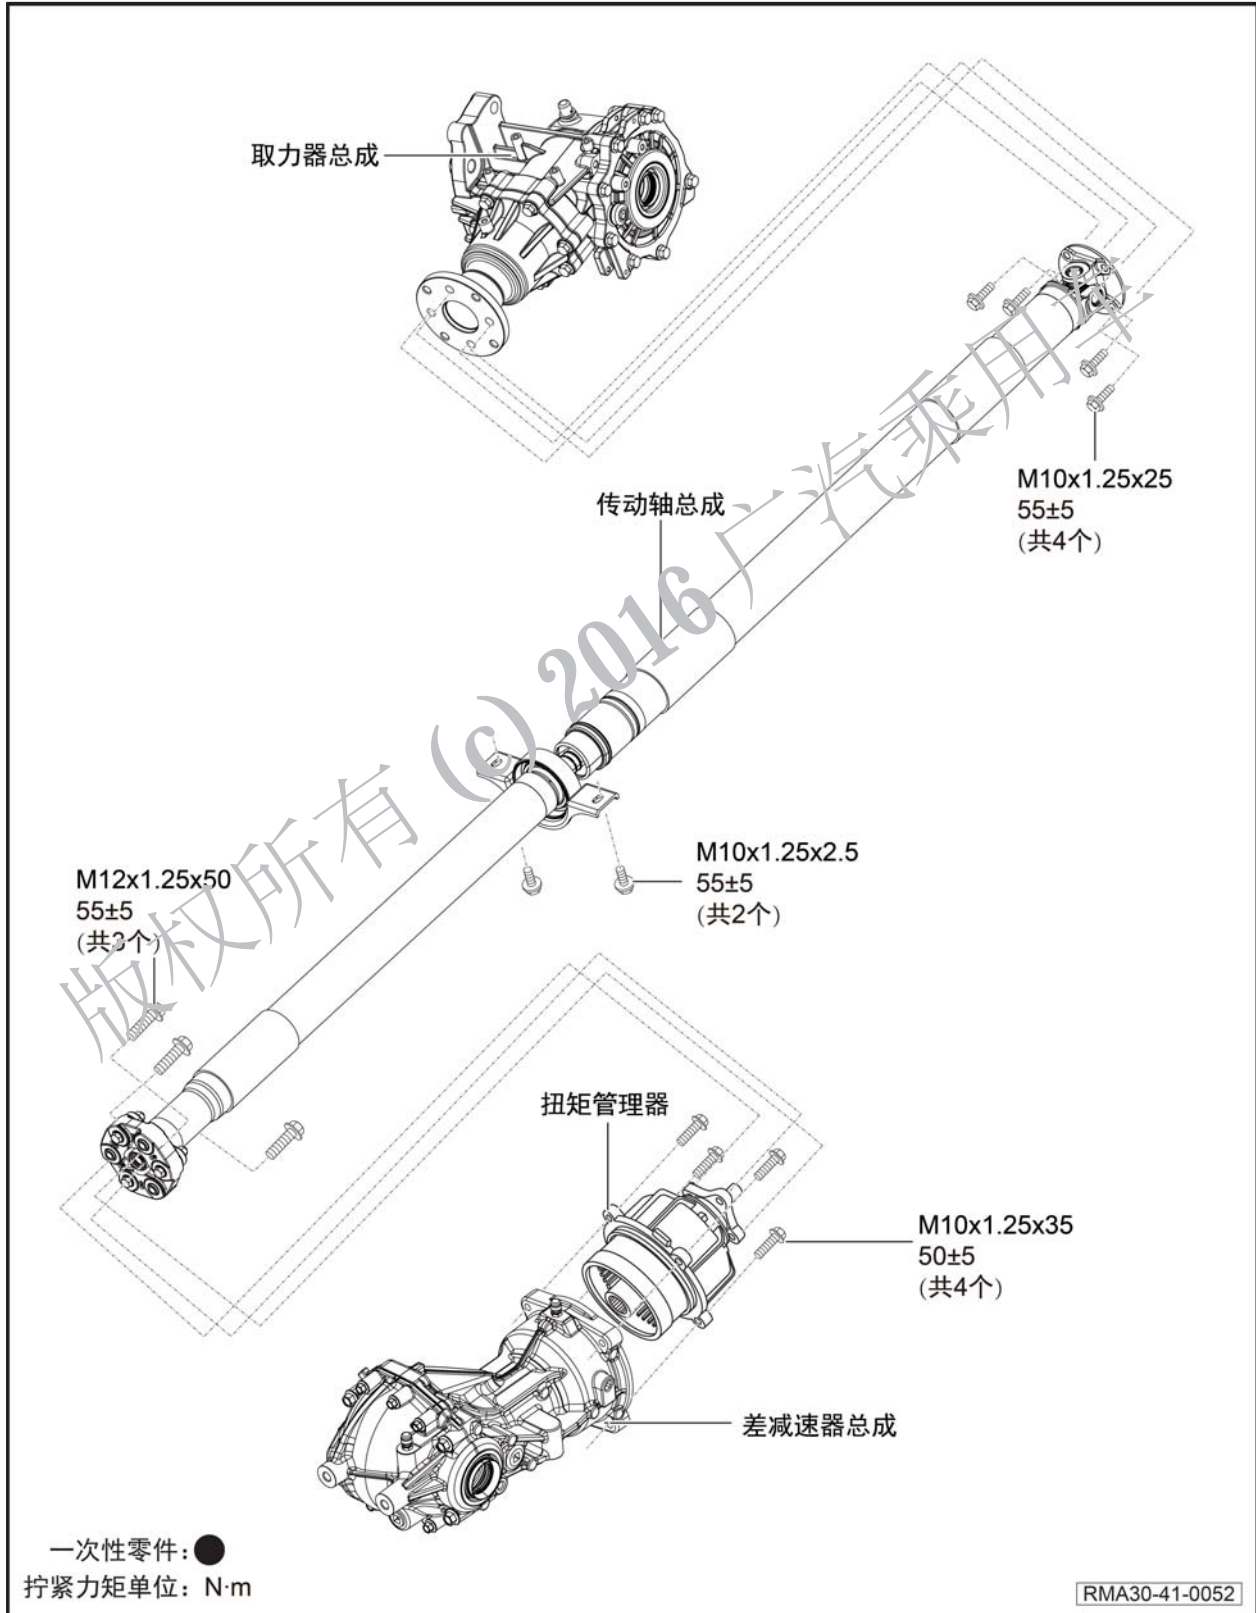 取力器总成
M10x1.25x25
55±5
(共4个)
传动轴总成
版权所有 (c) 2016 广汽乘用车
M10x1.25x2.5
55±5
(共2个)
M12x1.25x50
55±5
(共3个)
扭矩管理器
M10x1.25x35
50±5
(共4个)
差减速器总成
一次性零件:
拧紧力矩单位: N·m
RMA30-41-0052